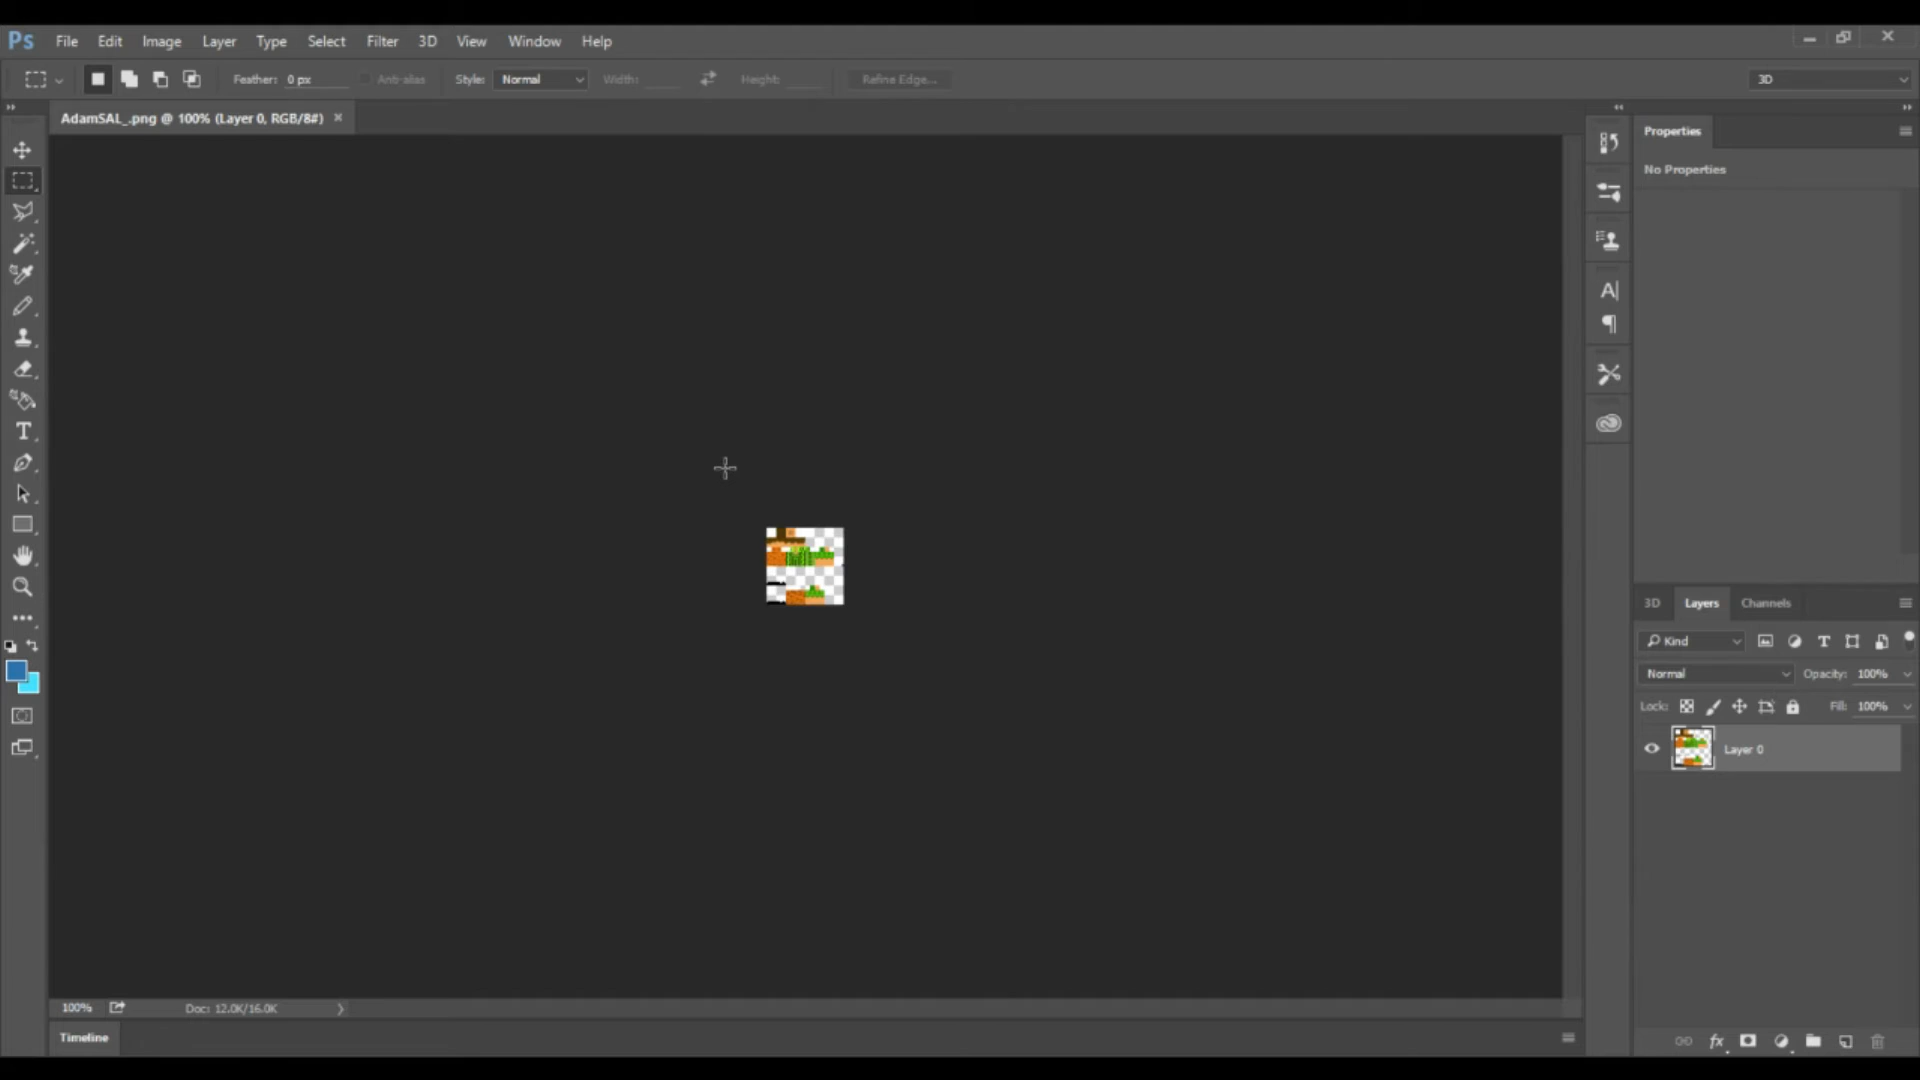 Ps File Edit Image Layer Type Select Filter 3D View Window Help
Feather: 0 px Anti-alias Style: Normal Width: Height: Refine Edge... 3D
AdamSAL_.png @ 100% (Layer 0, RGB/8#) ×
Properties
No Properties
3D Layers Channels
Kind
Normal Opacity: 100%
Lock: Fill: 100%
Layer 0
100% Doc: 12.0K/16.0K
Timeline